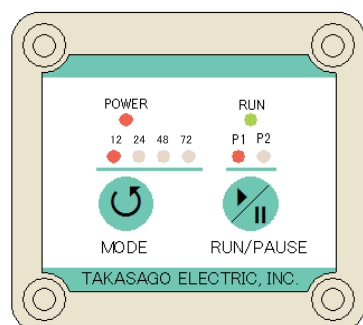 POWER RUN
12 24 48 72 P1 P2
MODE RUN/PAUSE
TAKASAGO ELECTRIC, INC.